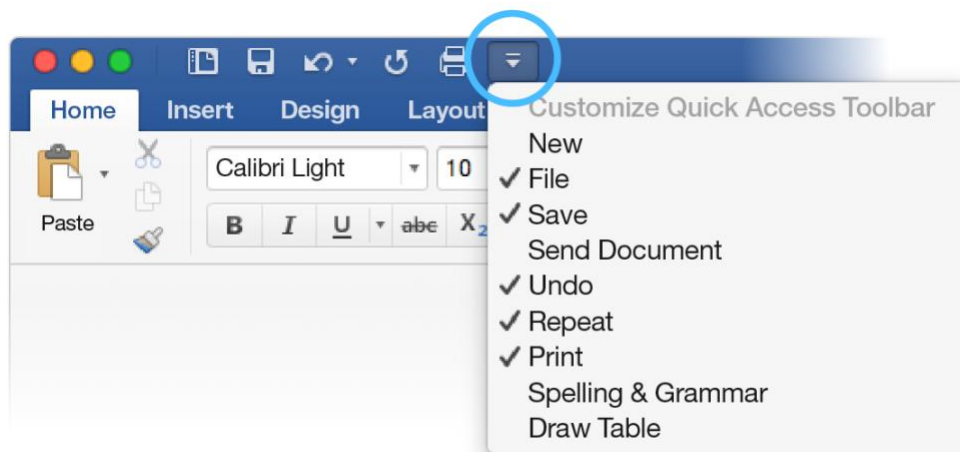 Home Insert Design Layout
Customize Quick Access Toolbar
New
File
Save
Send Document
Undo
Repeat
Print
Spelling & Grammar
Draw Table
Paste
Calibri Light 10
B I U abc X2